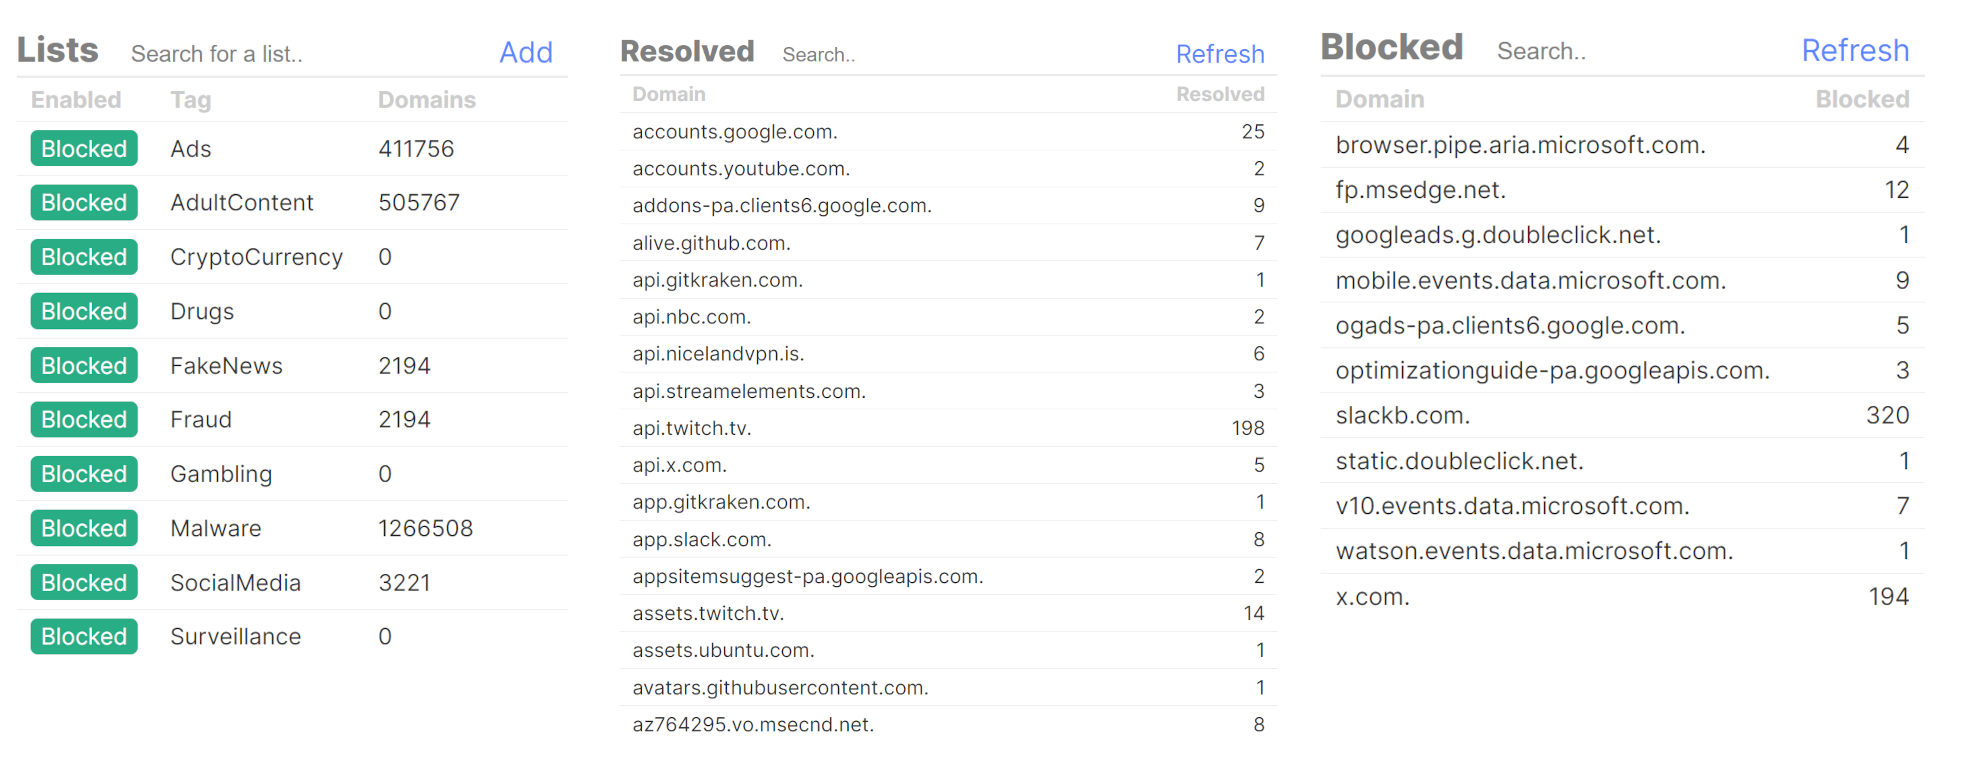 Lists Search for a list.. Add
Enabled Tag Domains
Blocked Ads 411756
Blocked AdultContent 505767
Blocked CryptoCurrency 0
Blocked Drugs 0
Blocked FakeNews 2194
Blocked Fraud 2194
Blocked Gambling 0
Blocked Malware 1266508
Blocked SocialMedia 3221
Blocked Surveillance 0
Resolved Search.. Refresh
Domain Resolved
accounts.google.com. 25
accounts.youtube.com. 2
addons-pa.clients6.google.com. 9
alive.github.com. 7
api.gitkraken.com. 1
api.nbc.com. 2
api.nicelandvpn.is. 6
api.streamelements.com. 3
api.twitch.tv. 198
api.x.com. 5
app.gitkraken.com. 1
app.slack.com. 8
appsitemsuggest-pa.googleapis.com. 2
assets.twitch.tv. 14
assets.ubuntu.com. 1
avatars.githubusercontent.com. 1
az764295.vo.msecnd.net. 8
Blocked Search.. Refresh
Domain Blocked
browser.pipe.aria.microsoft.com. 4
fp.msedge.net. 12
googleads.g.doubleclick.net. 1
mobile.events.data.microsoft.com. 9
ogads-pa.clients6.google.com. 5
optimizationguide-pa.googleapis.com. 3
slackb.com. 320
static.doubleclick.net. 1
v10.events.data.microsoft.com. 7
watson.events.data.microsoft.com. 1
x.com. 194